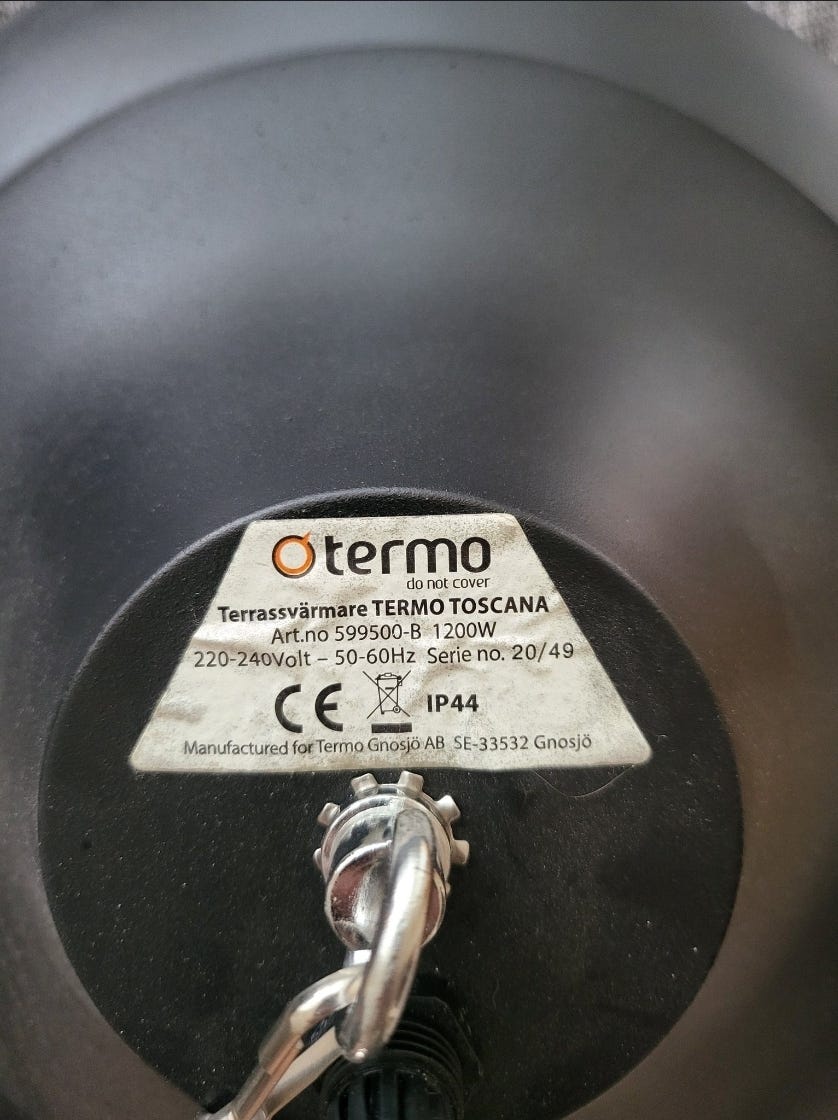 termo
do not cover
Terrassvärmare TERMO TOSCANA
Art.no 599500-B 1200W
220-240Volt – 50-60Hz Serie no. 20/49
CE IP44
Manufactured for Termo Gnosjö AB SE-33532 Gnosjö